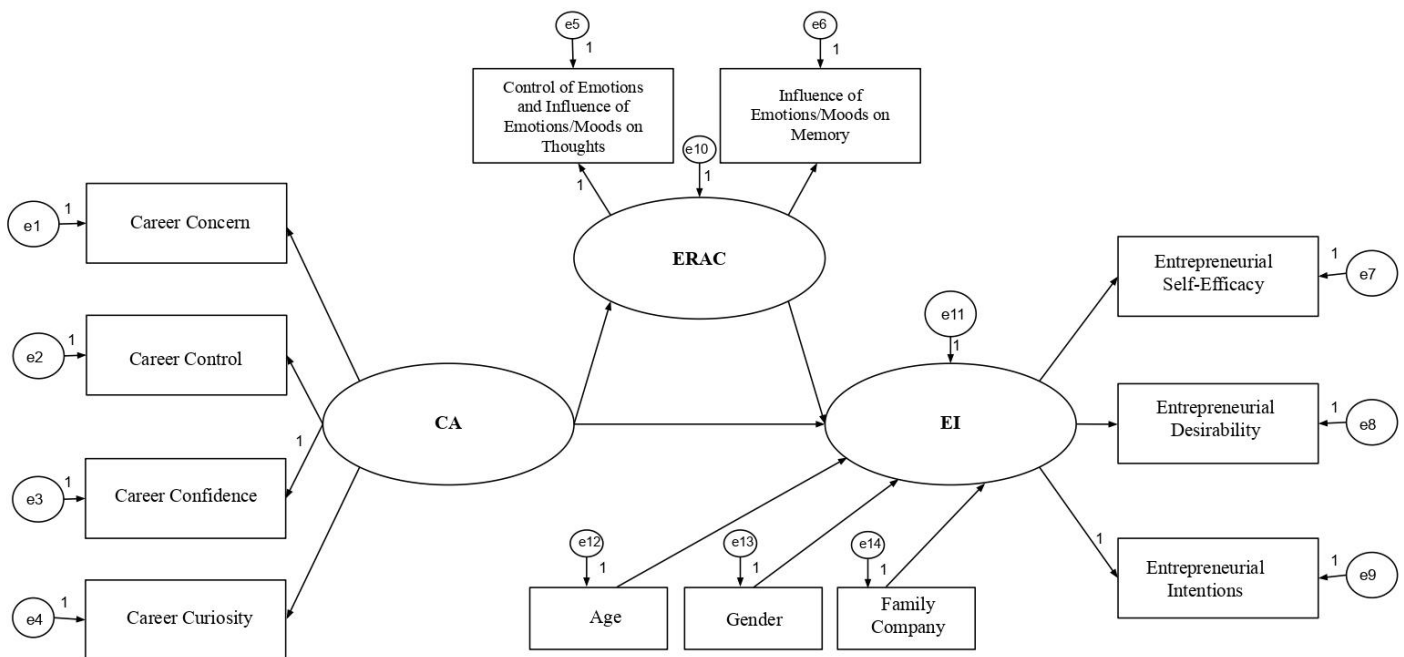 e5
1
e6
1
Control of Emotions
and Influence of
Emotions/Moods on
Thoughts
Influence of
Emotions/Moods on
Memory
e10
1
1
e1
1
Career Concern
ERAC
Entrepreneurial
Self-Efficacy
1
e7
e2
1
Career Control
e11
1
CA
EI
Entrepreneurial
Desirability
1
e8
1
e3
1
Career Confidence
e12
1
e13
1
e14
1
1
Entrepreneurial
Intentions
1
e9
e4
1
Career Curiosity
Age
Gender
Family
Company